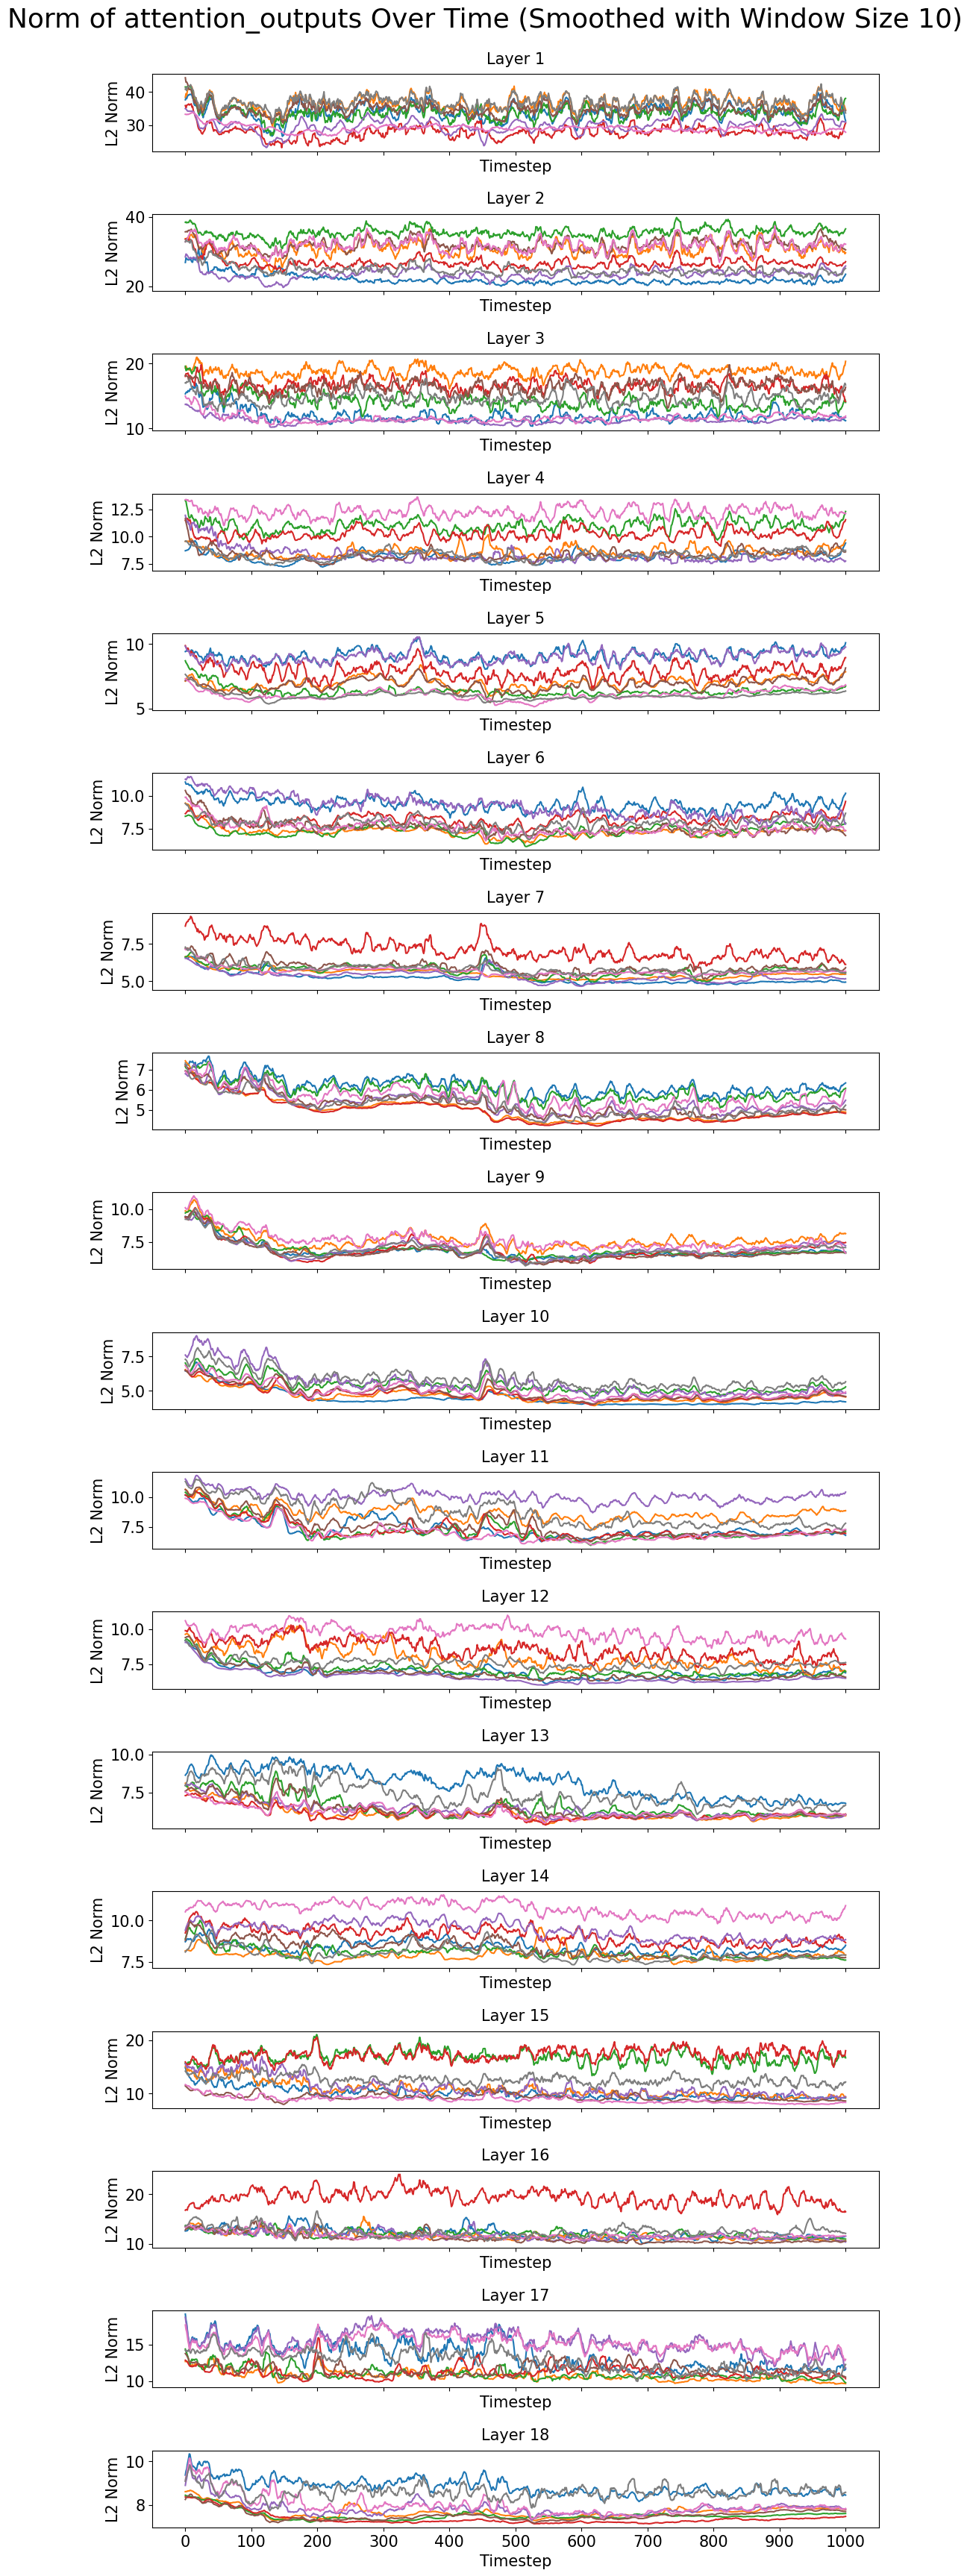 Norm of attention_outputs Over Time (Smoothed with Window Size 10)
Layer 1
L2 Norm
40
30
Timestep
Layer 2
L2 Norm
40
20
Timestep
Layer 3
L2 Norm
20
10
Timestep
Layer 4
L2 Norm
12.5
10.0
7.5
Timestep
Layer 5
L2 Norm
10
5
Timestep
Layer 6
L2 Norm
10.0
7.5
Timestep
Layer 7
L2 Norm
7.5
5.0
Timestep
Layer 8
L2 Norm
7
6
5
Timestep
Layer 9
L2 Norm
10.0
7.5
Timestep
Layer 10
L2 Norm
7.5
5.0
Timestep
Layer 11
L2 Norm
10.0
7.5
Timestep
Layer 12
L2 Norm
10.0
7.5
Timestep
Layer 13
L2 Norm
10.0
7.5
Timestep
Layer 14
L2 Norm
10.0
7.5
Timestep
Layer 15
L2 Norm
20
10
Timestep
Layer 16
L2 Norm
20
10
Timestep
Layer 17
L2 Norm
15
10
Timestep
Layer 18
L2 Norm
10
8
0 100 200 300 400 500 600 700 800 900 1000
Timestep